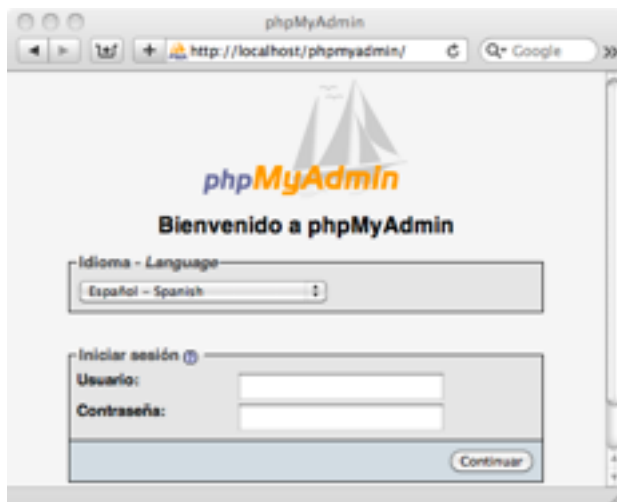 phpMyAdmin
http://localhost/phpmyadmin/
Google
phpMyAdmin
Bienvenido a phpMyAdmin
Idioma - Language
Español – Spanish
Iniciar sesión
Usuario:
Contraseña:
Continuar